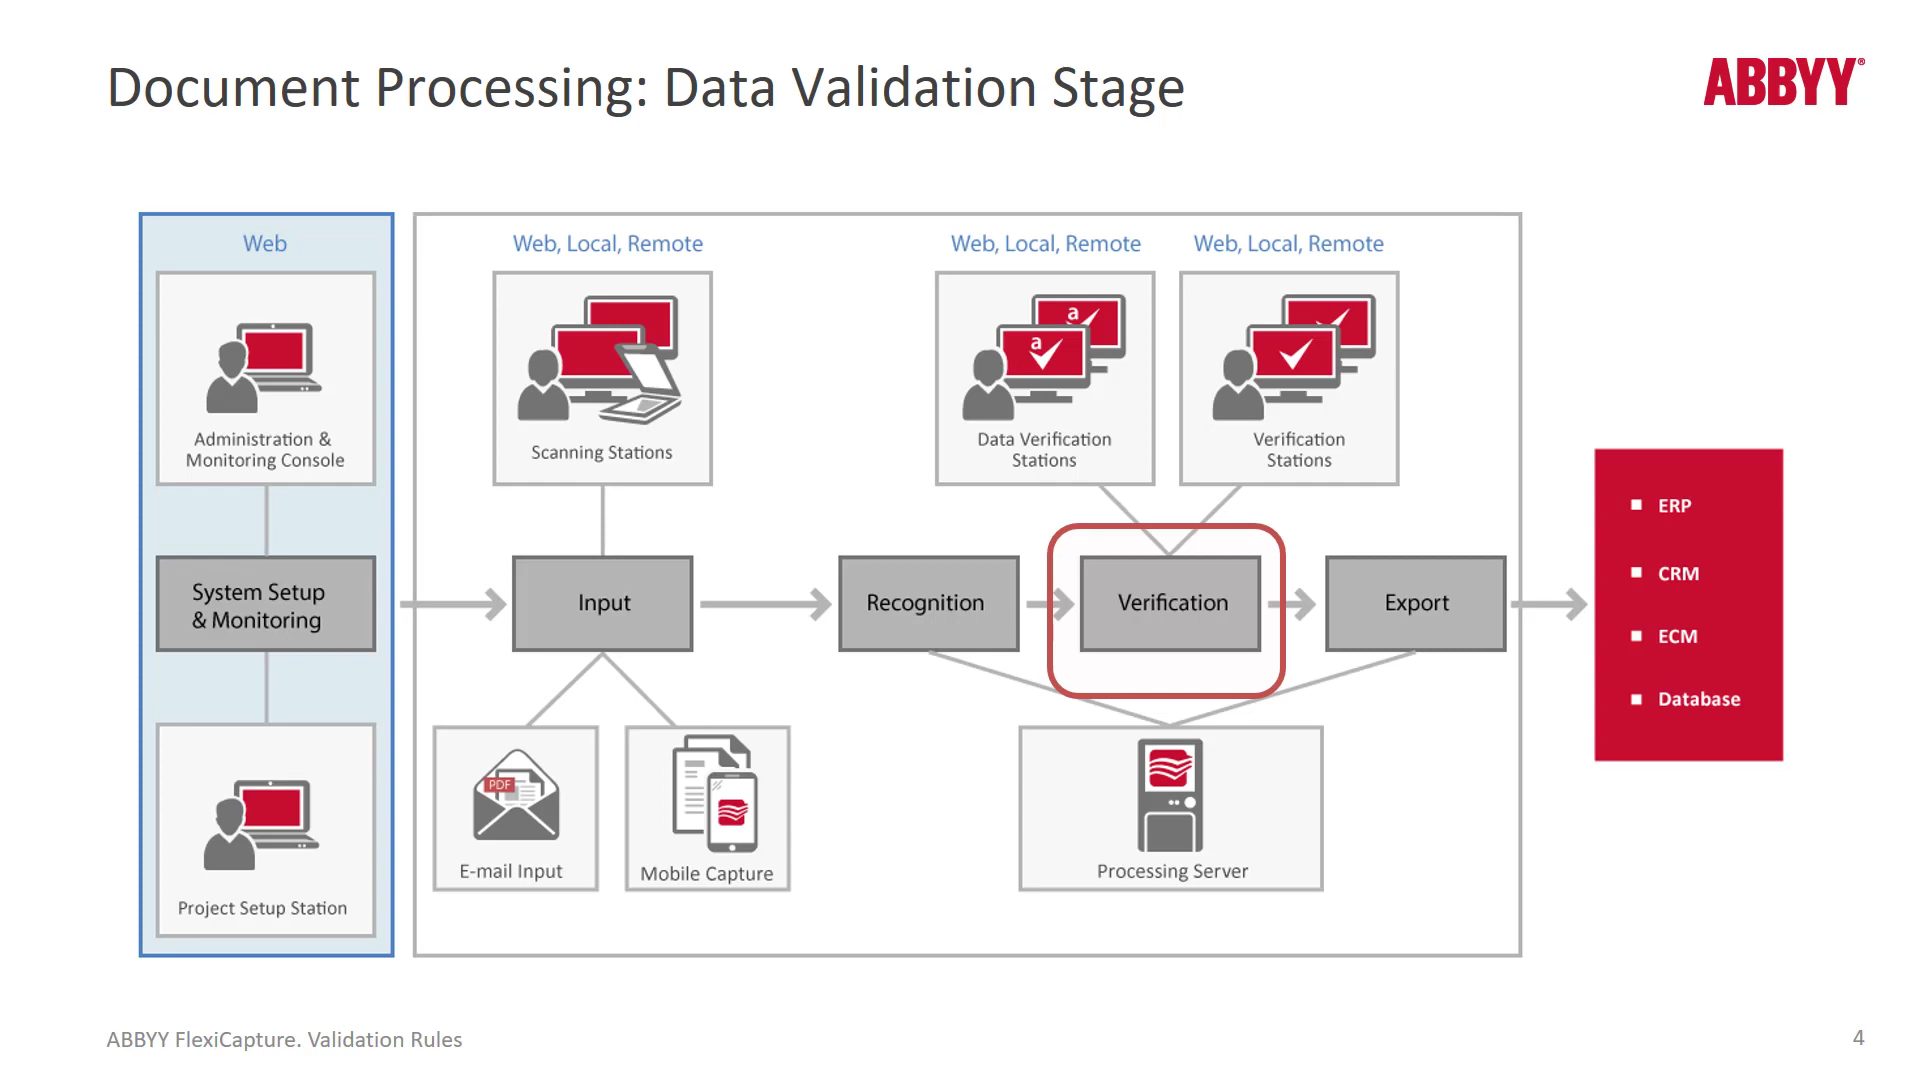 Document Processing: Data Validation Stage
ABBYY®
Web
Administration &
Monitoring Console
System Setup
& Monitoring
Project Setup Station
Web, Local, Remote
Scanning Stations
Input
PDF
E-mail Input
Mobile Capture
Web, Local, Remote
a
a
Data Verification
Stations
Web, Local, Remote
Verification
Stations
Recognition
Verification
Export
Processing Server
ERP
CRM
ECM
Database
ABBYY FlexiCapture. Validation Rules
4